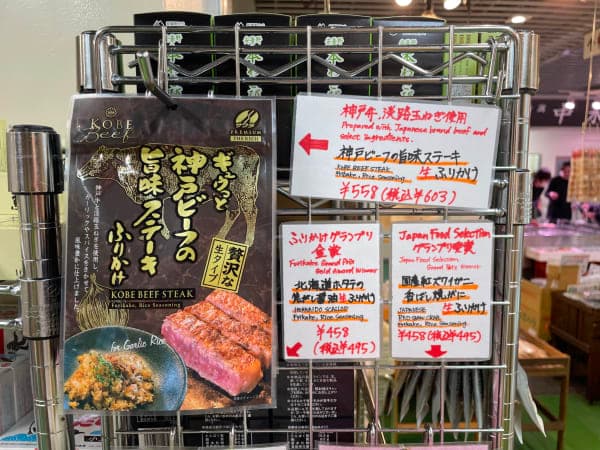 KOBE
Beef
PREMIUM
ギュッと
神戸ビーフの
旨味ステーキ
ふりかけ
贅沢な
生タイプ
KOBE BEEF STEAK
Furikake, Rice Seasoning
for Garlic Rice
神戸牛、淡路玉ねぎ使用
Prepared with Japanese brand beef and
select ingredients.
神戸ビーフの旨味ステーキ
KOBE BEEF STEAK
Furikake, Rice Seasoning
生ふりかけ
¥558(税込¥603)
ふりかけグランプリ
金賞
Furikake Grand Prix
Gold Award Winner
北海道ホタテの
焦がし醤油生ふりかけ
HOKKAIDO SCALLOP
Furikake, Rice Seasoning
¥458
(税込¥495)
Japan Food Selection
グランプリ受賞
Japan Food Selection
Grand Prix Winner
国産紅ズワイガニ
香ばし焼がに
生ふりかけ
JAPANESE
RED SNOW CRAB
Furikake, Rice Seasoning
¥458(税込¥495)